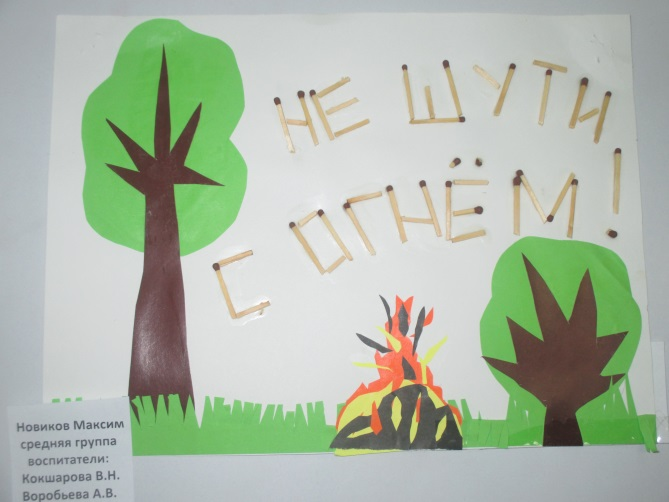 НЕ ШУТИ
С ОГНЁМ!
Новиков Максим
средняя группа
воспитатели:
Кокшарова В.Н.
Воробьева А.В.